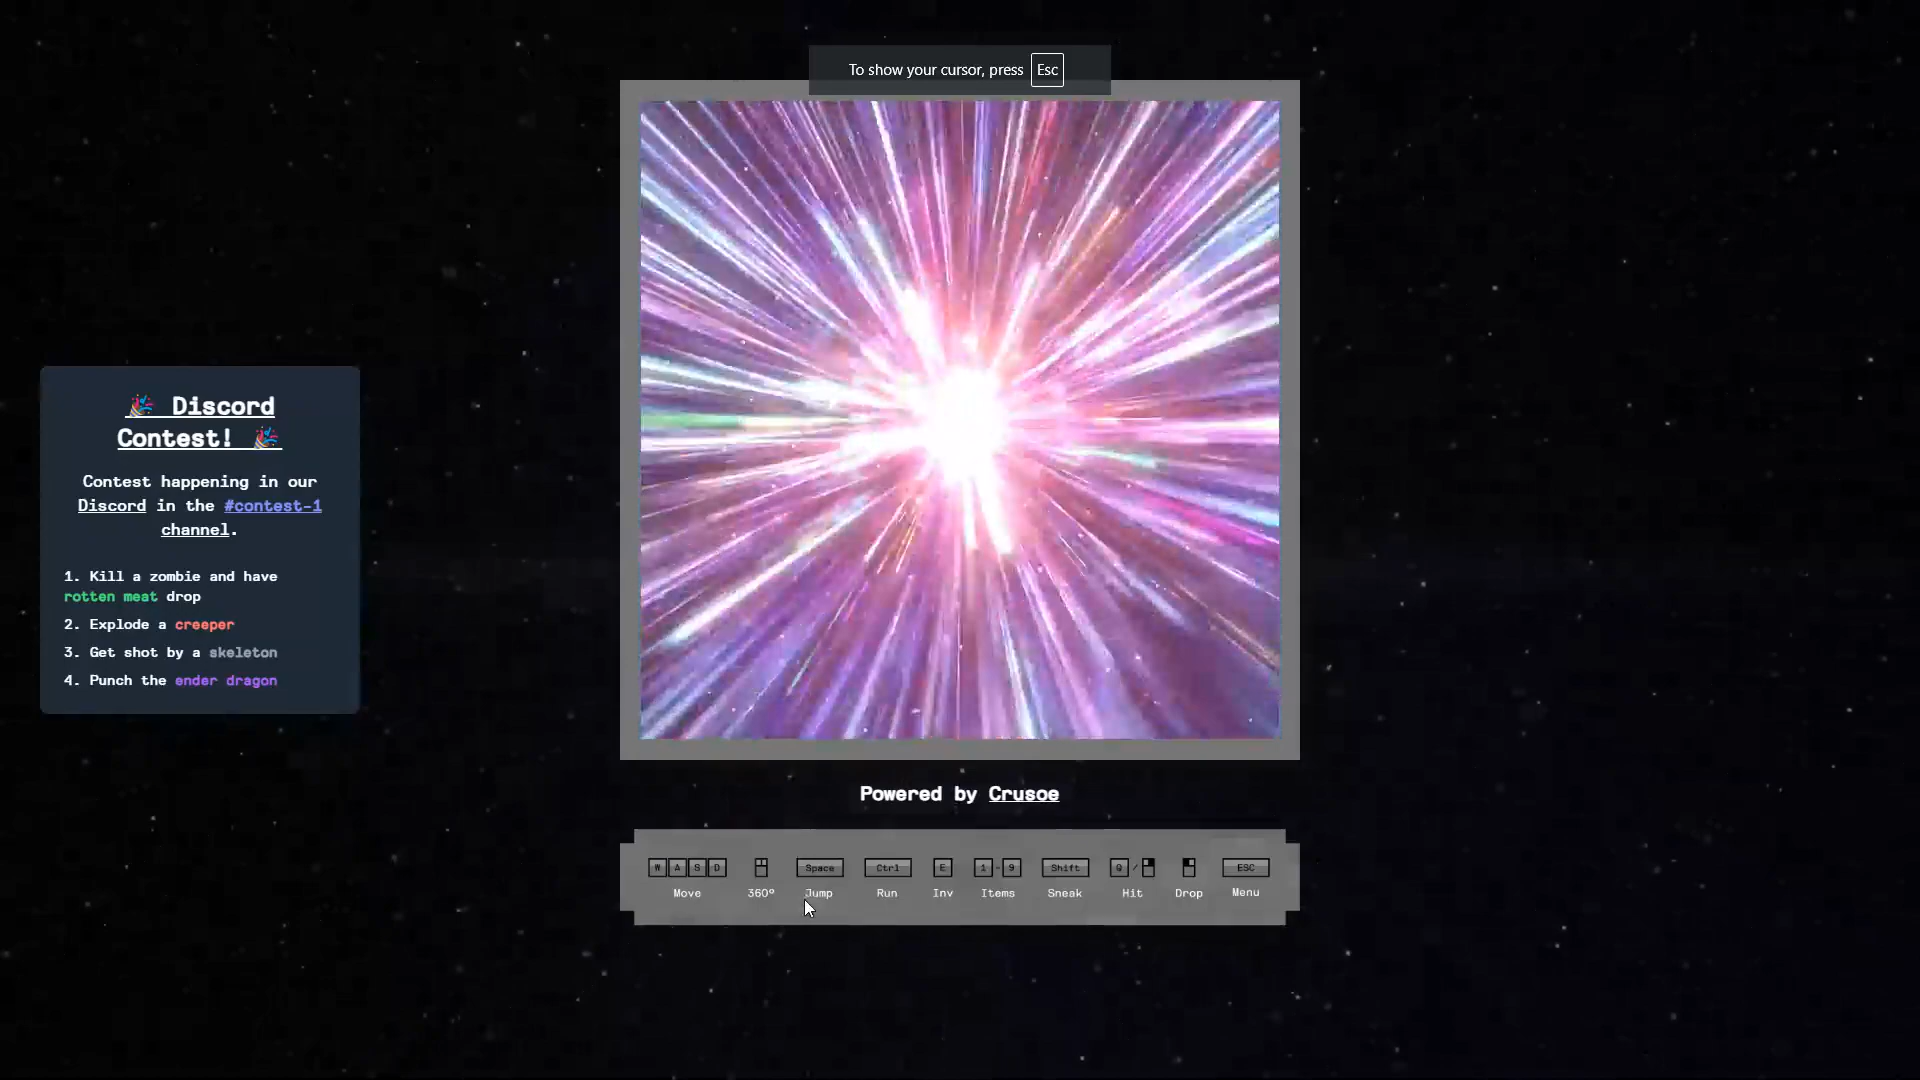 To show your cursor, press Esc
🎉 Discord
Contest! 🎉
Contest happening in our
Discord in the #contest-1
channel.
1. Kill a zombie and have
rotten meat drop
2. Explode a creeper
3. Get shot by a skeleton
4. Punch the ender dragon
Powered by Crusoe
W A S D Space Ctrl E 1 - 9 Shift Q / ESC
Move 360° Jump Run Inv Items Sneak Hit Drop Menu